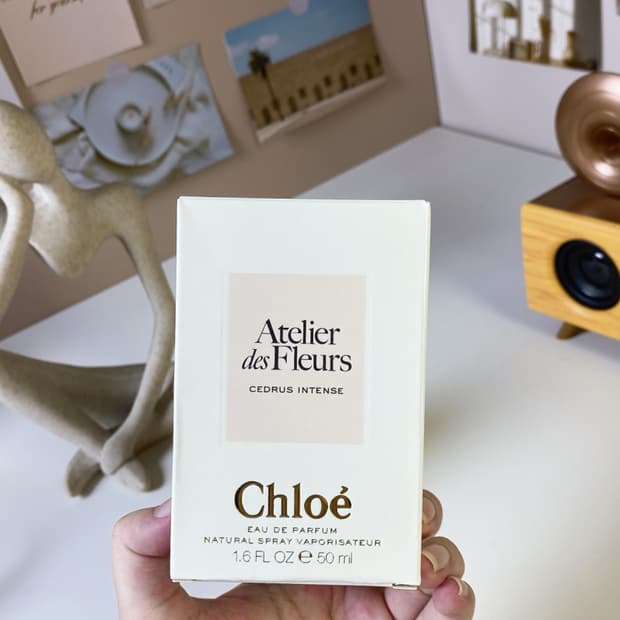 Atelier
des Fleurs
CEDRUS INTENSE
Chloé
EAU DE PARFUM
NATURAL SPRAY VAPORISATEUR
1.6 FL OZ ℮ 50 ml